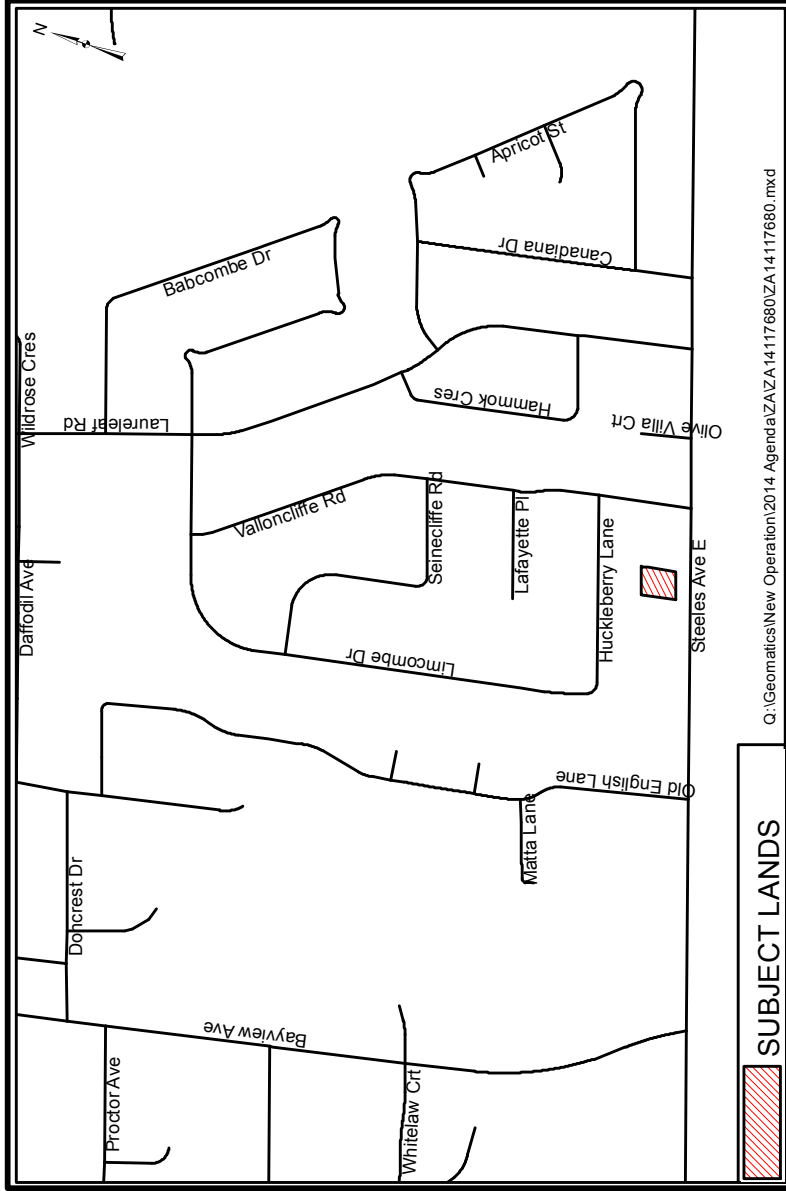 N
Wildrose Cres
Daffodil Ave
Laureleaf Rd
Babcombe Dr
Apricot St
Canadiana Dr
Valloncliffe Rd
Hammok Cres
Olive Villa Crt
Seinecliffe Rd
Lafayette Pl
Huckleberry Lane
Limcombe Dr
Steeles Ave E
Old English Lane
Matta Lane
Doncrest Dr
Bayview Ave
Proctor Ave
Whitelaw Crt
SUBJECT LANDS
Q:\Geomatics\New Operation\2014 Agenda\ZA\ZA14117680\ZA14117680.mxd